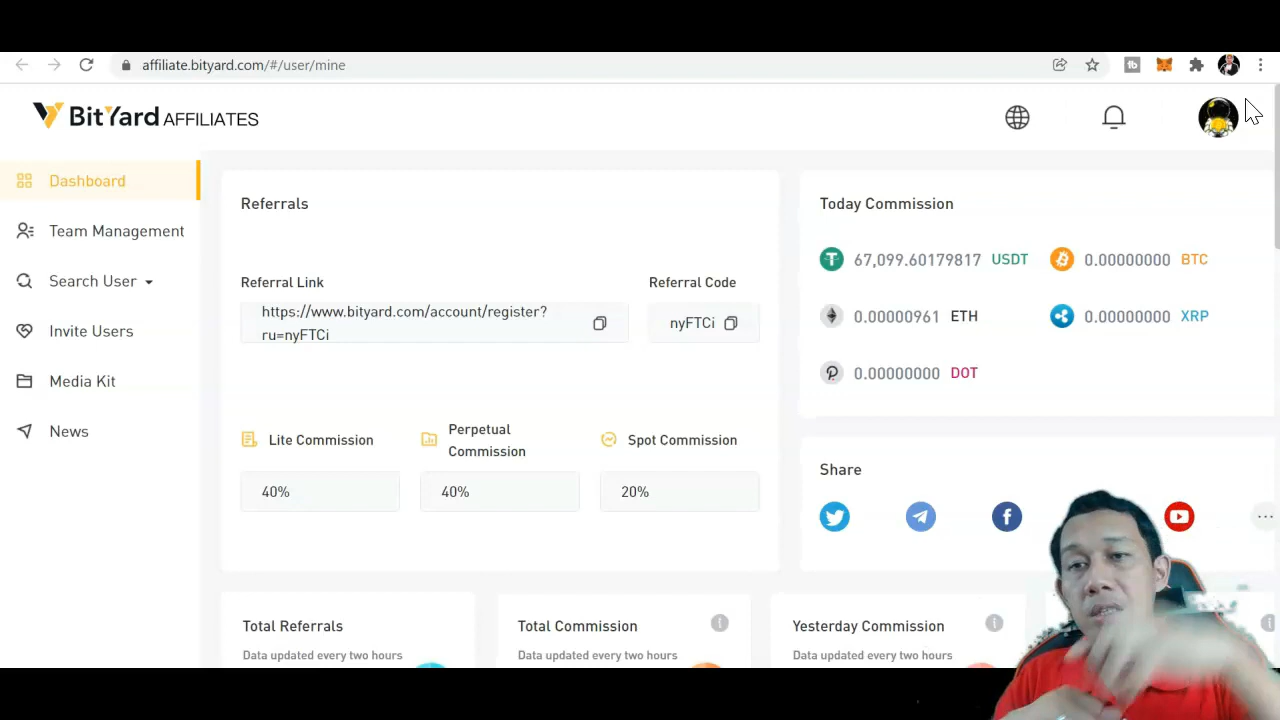 affiliate.bityard.com/#/user/mine
BitYard AFFILIATES
Dashboard
Team Management
Search User
Invite Users
Media Kit
News
Referrals
Referral Link
Referral Code
https://www.bityard.com/account/register?
ru=nyFTCi
nyFTCi
Lite Commission
Perpetual
Commission
Spot Commission
40%
40%
20%
Today Commission
67,099.60179817 USDT
0.00000000 BTC
0.00000961 ETH
0.00000000 XRP
0.00000000 DOT
Share
Total Referrals
Data updated every two hours
Total Commission
Data updated every two hours
Yesterday Commission
Data updated every two hours